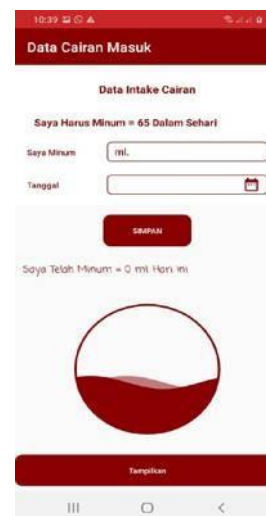 10:39
Data Cairan Masuk
Data Intake Cairan
Saya Harus Minum = 65 Dalam Sehari
Saya Minum
ml.
Tanggal
SIMPAN
Saya Telah Minum = 0 ml Hari ini
Tampilkan